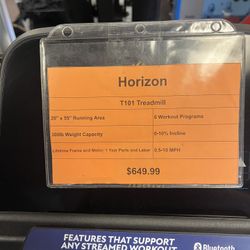 Horizon
T101 Treadmill
20" x 55" Running Area
6 Workout Programs
300lb Weight Capacity
0-10% Incline
Lifetime Frame and Motor 1 Year Parts and Labor
0.5-10 MPH
$649.99
FEATURES THAT SUPPORT
ANY STREAMED WORKOUT
Bluetooth